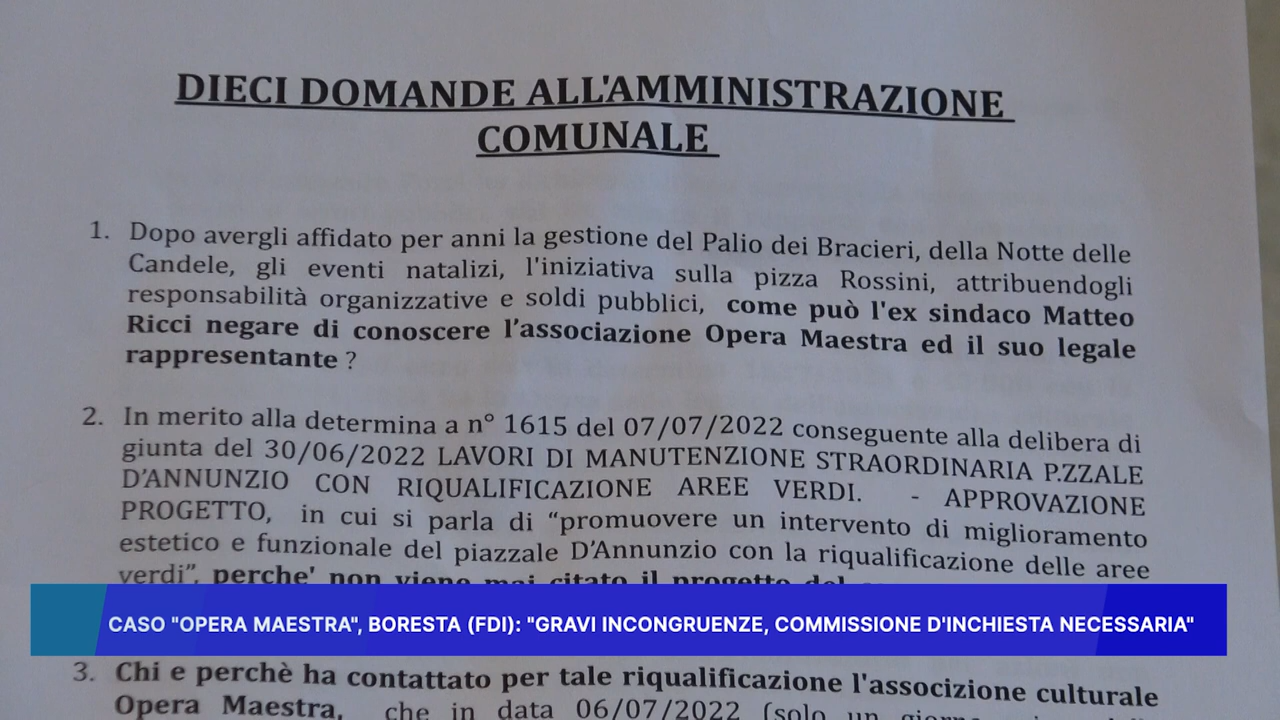 DIECI DOMANDE ALL'AMMINISTRAZIONE
COMUNALE
1. Dopo avergli affidato per anni la gestione del Palio dei Bracieri, della Notte delle
Candele, gli eventi natalizi, l'iniziativa sulla pizza Rossini, attribuendogli
responsabilità organizzative e soldi pubblici, come può l'ex sindaco Matteo
Ricci negare di conoscere l’associazione Opera Maestra ed il suo legale
rappresentante ?
2. In merito alla determina a n° 1615 del 07/07/2022 conseguente alla delibera di
giunta del 30/06/2022 LAVORI DI MANUTENZIONE STRAORDINARIA P.ZZALE
D’ANNUNZIO CON RIQUALIFICAZIONE AREE VERDI. - APPROVAZIONE
PROGETTO, in cui si parla di “promuovere un intervento di miglioramento
estetico e funzionale del piazzale D’Annunzio con la riqualificazione delle aree
verdi”, perche' non viene mai citato il progetto del
CASO "OPERA MAESTRA", BORESTA (FDI): "GRAVI INCONGRUENZE, COMMISSIONE D'INCHIESTA NECESSARIA"
3. Chi e perchè ha contattato per tale riqualificazione l'associzione culturale
Opera Maestra, che in data 06/07/2022 (solo un